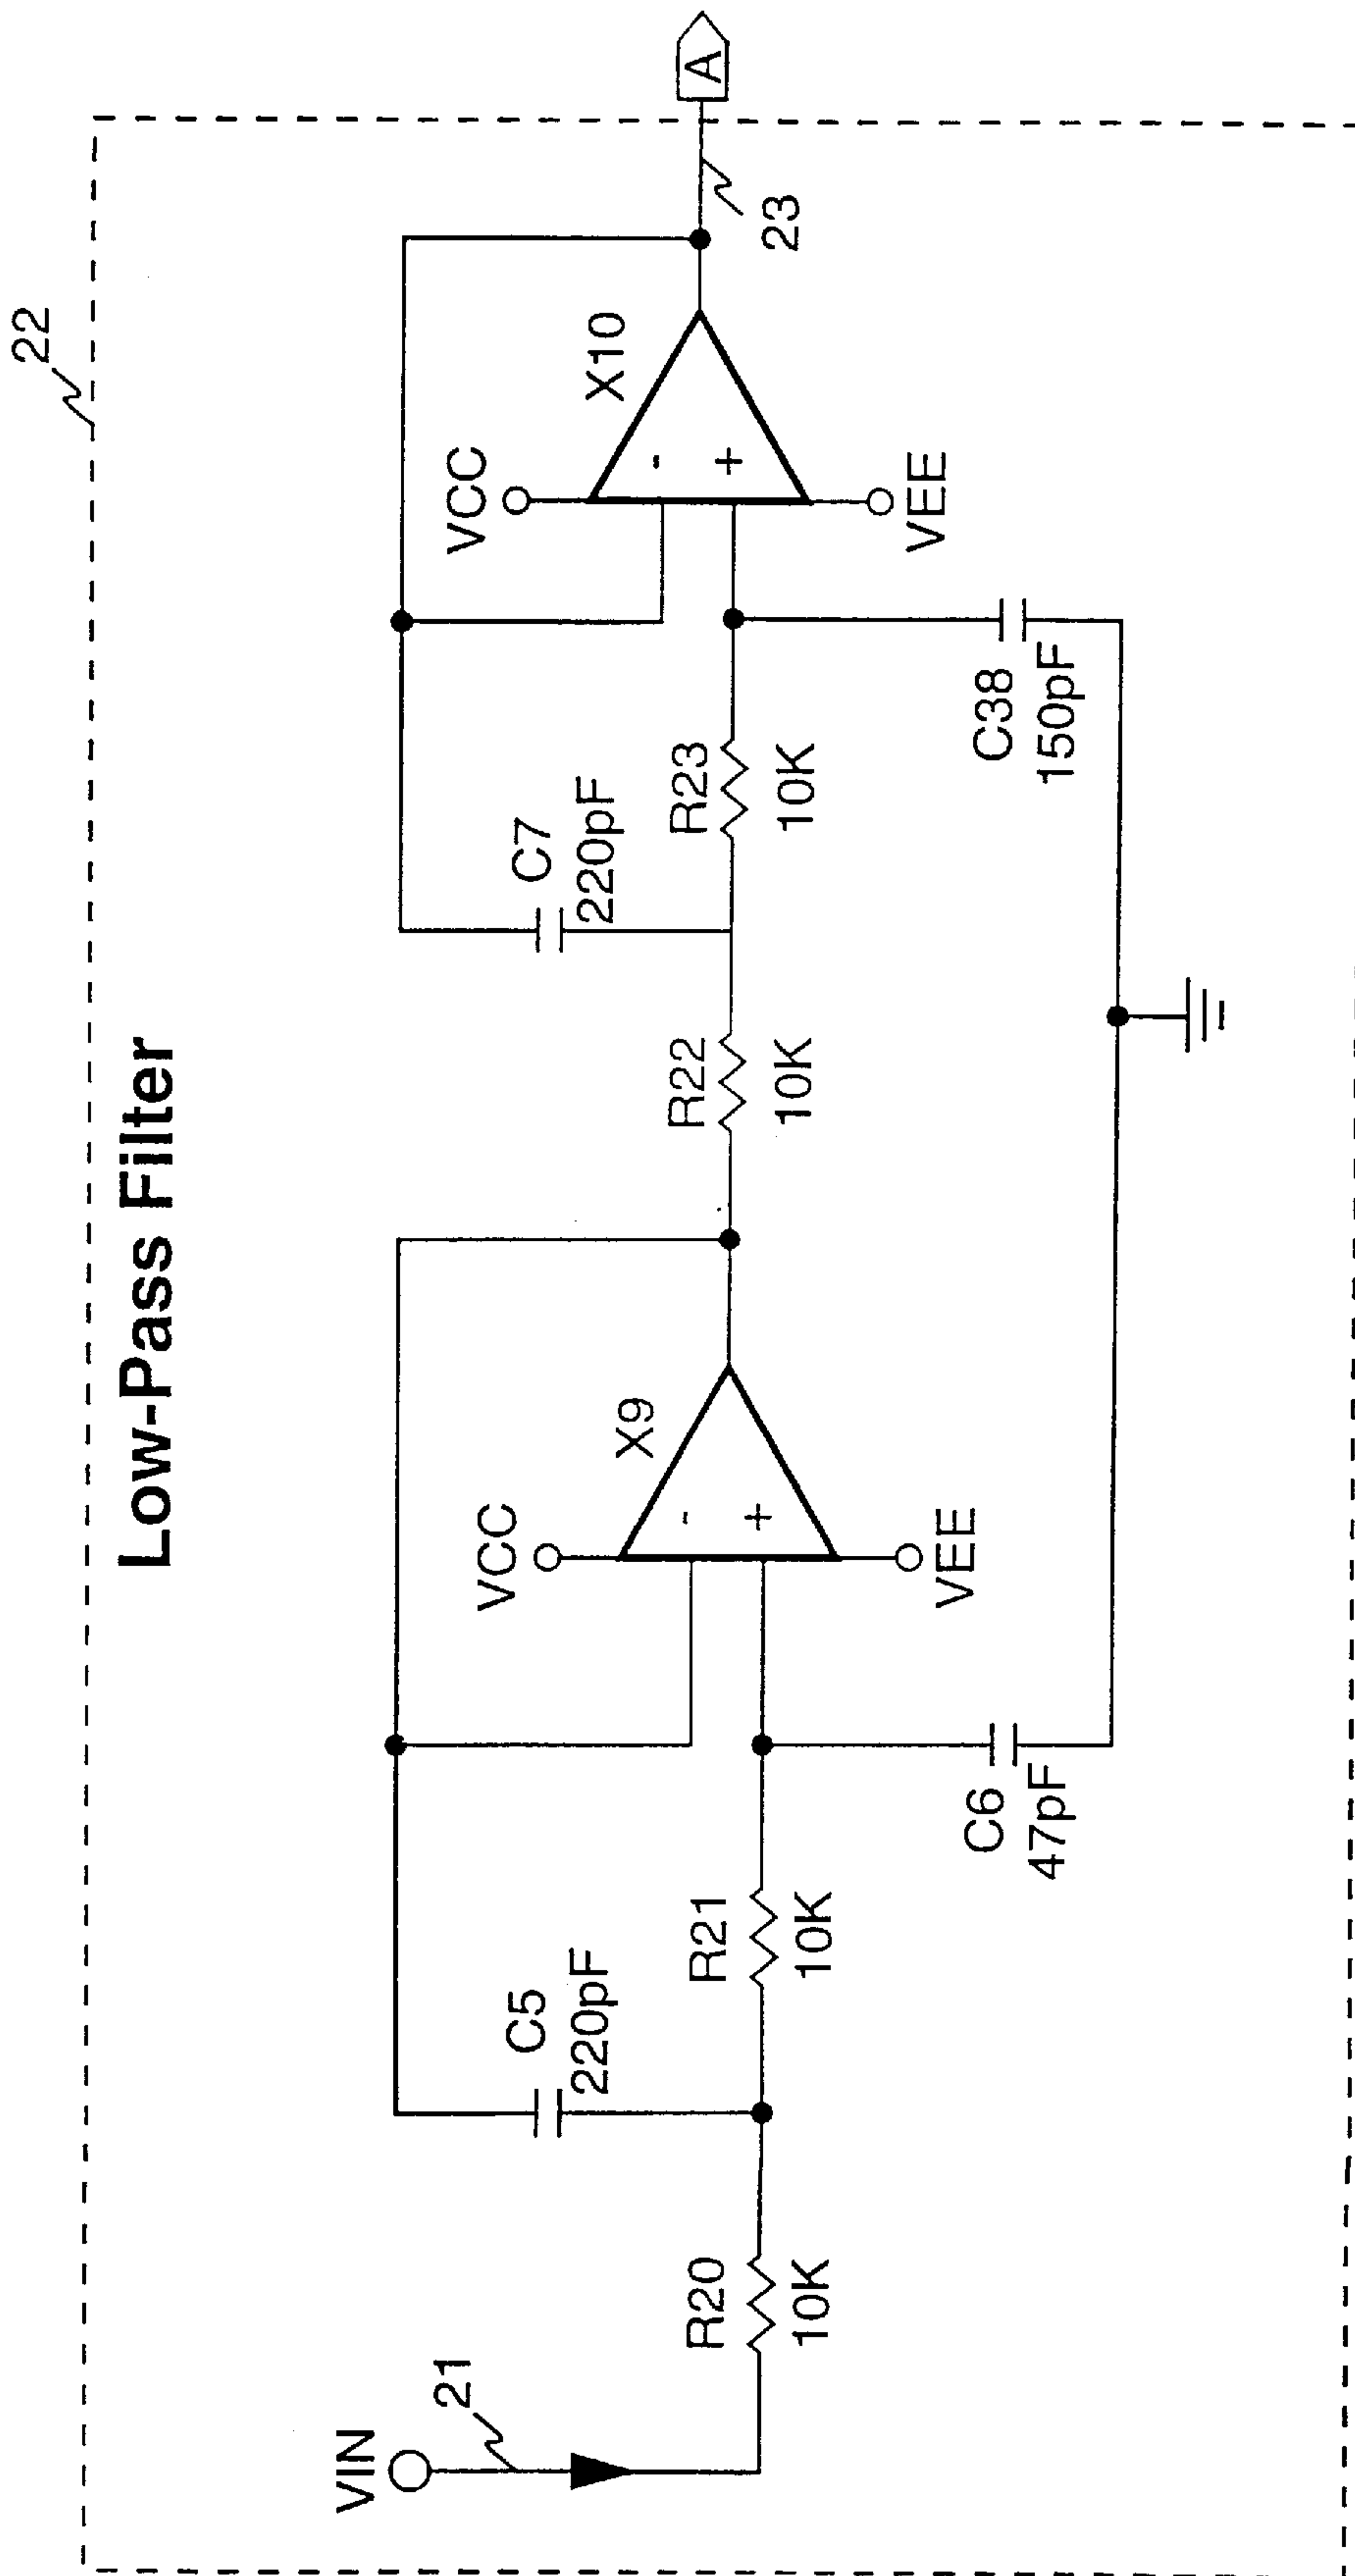 22
Low-Pass Filter
VIN
21
R20
10K
C5
220pF
R21
10K
C6
47pF
VCC
X9
-
+
VEE
R22
10K
C7
220pF
R23
10K
C38
150pF
VCC
X10
-
+
VEE
23
A